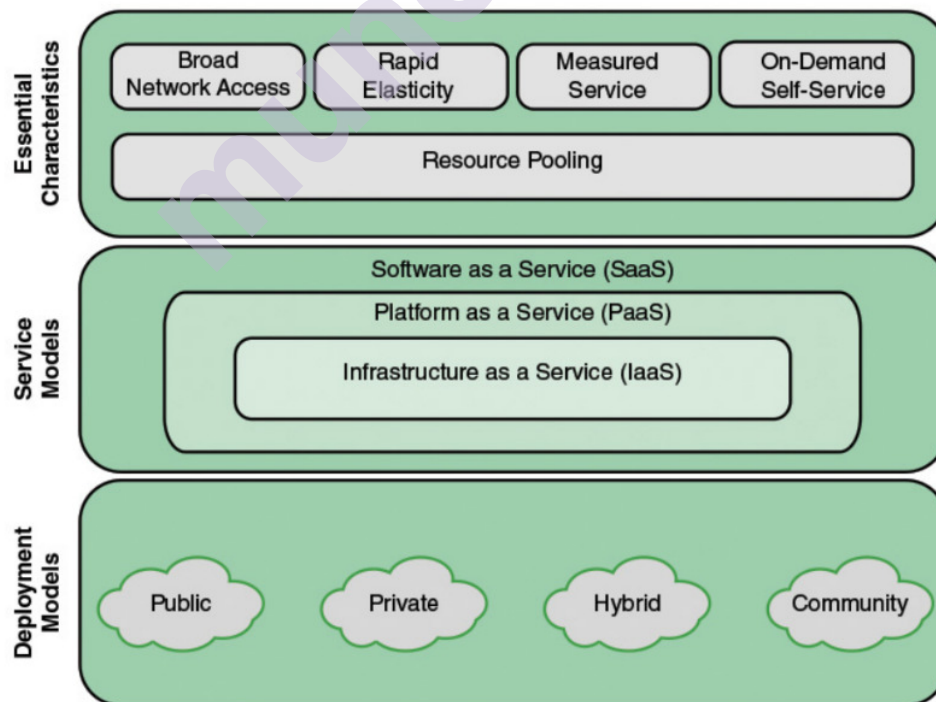 Essential
Characteristics
Broad
Network Access
Rapid
Elasticity
Measured
Service
On-Demand
Self-Service
Resource Pooling
Service
Models
Software as a Service (SaaS)
Platform as a Service (PaaS)
Infrastructure as a Service (IaaS)
Deployment
Models
Public
Private
Hybrid
Community